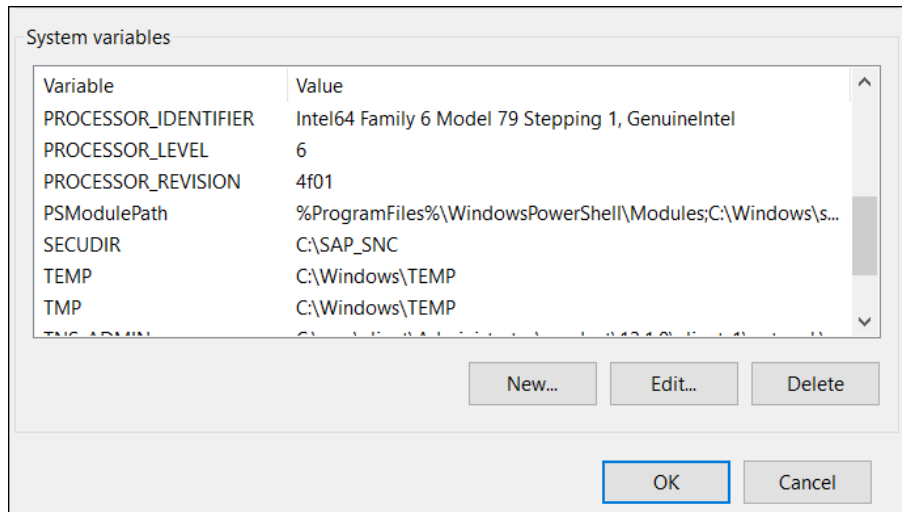 System variables
Variable Value
PROCESSOR_IDENTIFIER Intel64 Family 6 Model 79 Stepping 1, GenuineIntel
PROCESSOR_LEVEL 6
PROCESSOR_REVISION 4f01
PSModulePath %ProgramFiles%\WindowsPowerShell\Modules;C:\Windows\s...
SECUDIR C:\SAP_SNC
TEMP C:\Windows\TEMP
TMP C:\Windows\TEMP
TNS_ADMIN
New... Edit... Delete
OK Cancel